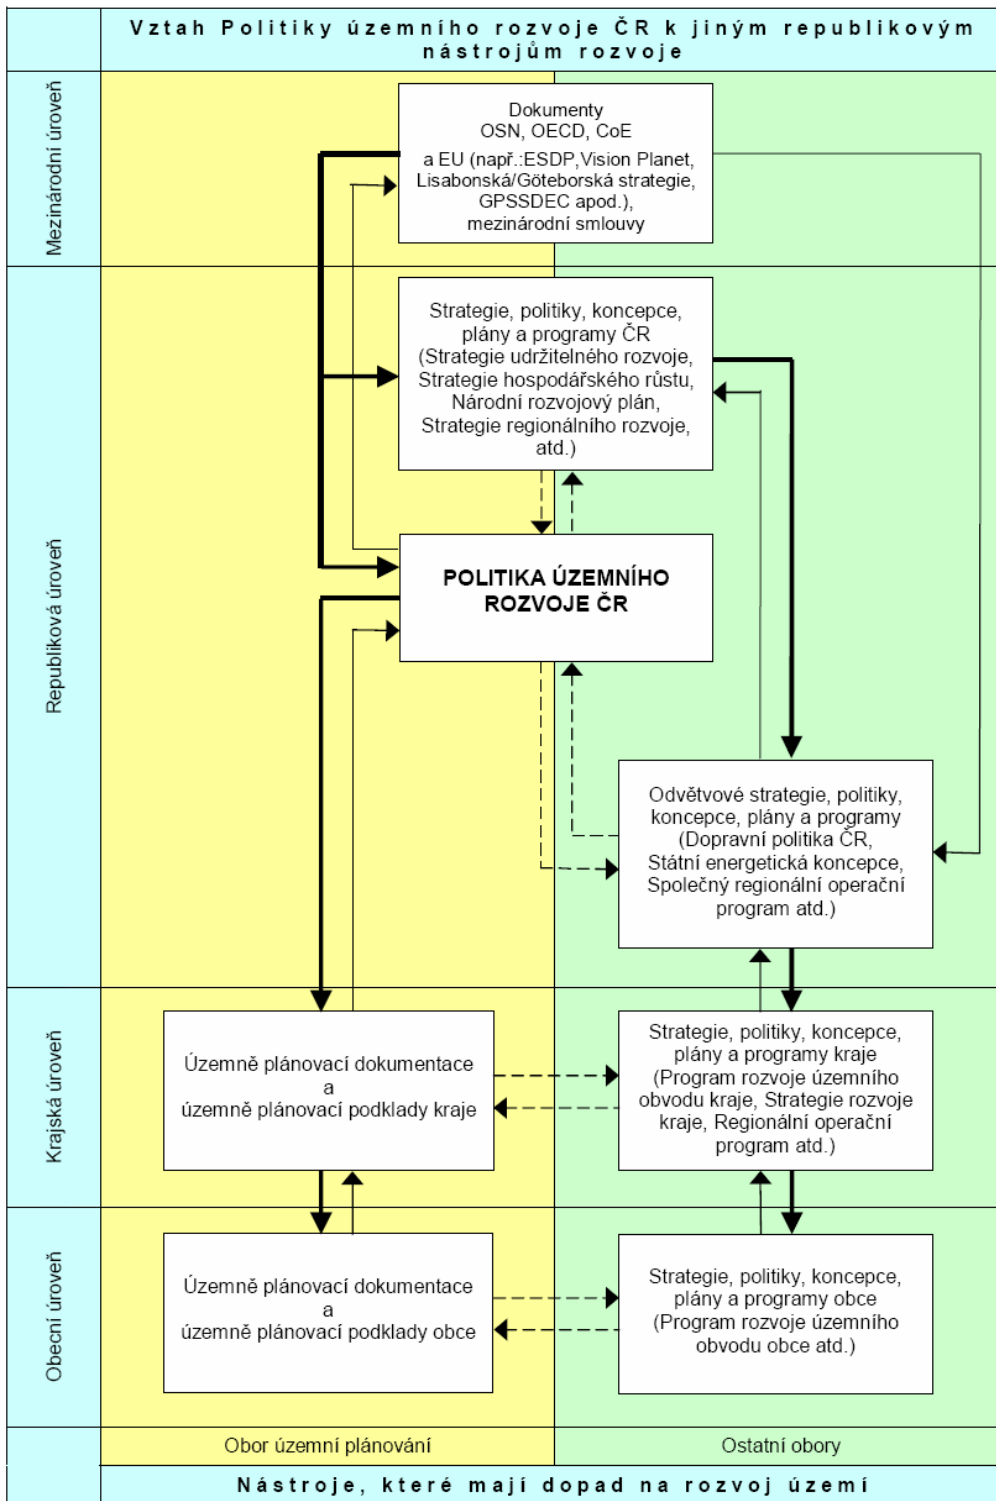 Vztah Politiky územního rozvoje ČR k jiným republikovým
nástrojům rozvoje
Mezinárodní úroveň
Dokumenty
OSN, OECD, CoE
a EU (např.:ESDP,Vision Planet,
Lisabonská/Göteborská strategie,
GPSSDEC apod.),
mezinárodní smlouvy
Republiková úroveň
Strategie, politiky, koncepce,
plány a programy ČR
(Strategie udržitelného rozvoje,
Strategie hospodářského růstu,
Národní rozvojový plán,
Strategie regionálního rozvoje,
atd.)
POLITIKA ÚZEMNÍHO
ROZVOJE ČR
Odvětvové strategie, politiky,
koncepce, plány a programy
(Dopravní politika ČR,
Státní energetická koncepce,
Společný regionální operační
program atd.)
Krajská úroveň
Územně plánovací dokumentace
a
územně plánovací podklady kraje
Strategie, politiky, koncepce,
plány a programy kraje
(Program rozvoje územního
obvodu kraje, Strategie rozvoje
kraje, Regionální operační
program atd.)
Obecní úroveň
Územně plánovací dokumentace
a
územně plánovací podklady obce
Strategie, politiky, koncepce,
plány a programy obce
(Program rozvoje územního
obvodu obce atd.)
Obor územní plánování
Ostatní obory
Nástroje, které mají dopad na rozvoj území